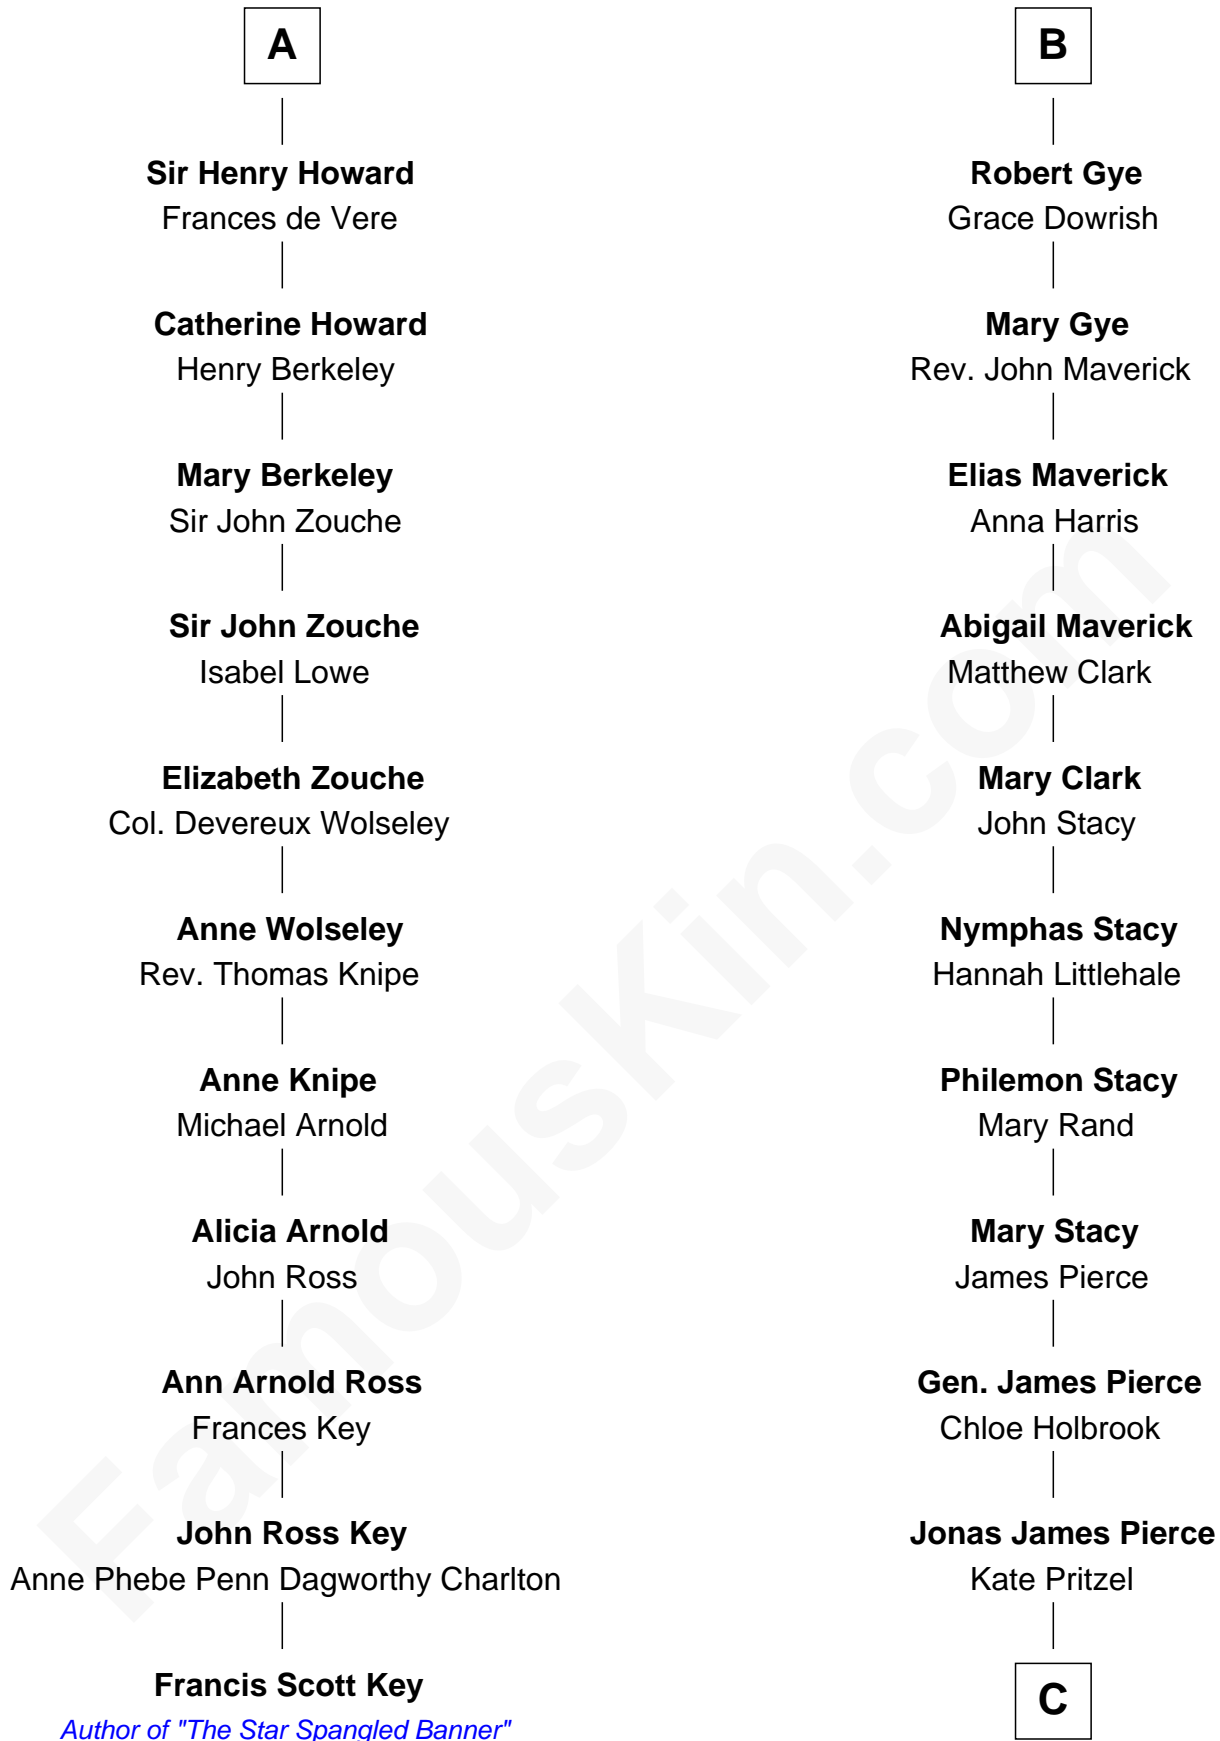 A
Sir Henry Howard
Frances de Vere
Catherine Howard
Henry Berkeley
Mary Berkeley
Sir John Zouche
Sir John Zouche
Isabel Lowe
Elizabeth Zouche
Col. Devereux Wolseley
Anne Wolseley
Rev. Thomas Knipe
Anne Knipe
Michael Arnold
Alicia Arnold
John Ross
Ann Arnold Ross
Frances Key
John Ross Key
Anne Phebe Penn Dagworthy Charlton
Francis Scott Key
Author of "The Star Spangled Banner"
B
Robert Gye
Grace Dowrish
Mary Gye
Rev. John Maverick
Elias Maverick
Anna Harris
Abigail Maverick
Matthew Clark
Mary Clark
John Stacy
Nymphas Stacy
Hannah Littlehale
Philemon Stacy
Mary Rand
Mary Stacy
James Pierce
Gen. James Pierce
Chloe Holbrook
Jonas James Pierce
Kate Pritzel
C
FamousKin.com